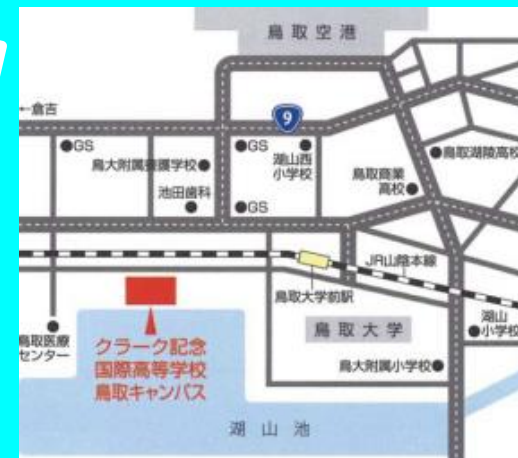 鳥取空港
←倉吉
9
GS
GS
湖山西
小学校
鳥取湖陵高校
鳥大附属養護学校
鳥取商業
高校
池田歯科
GS
JR山陰本線
鳥取大学前駅
湖山
小学校
鳥取大学
鳥取医療
センター
クラーク記念
国際高等学校
鳥取キャンパス
鳥大附属小学校
湖山池